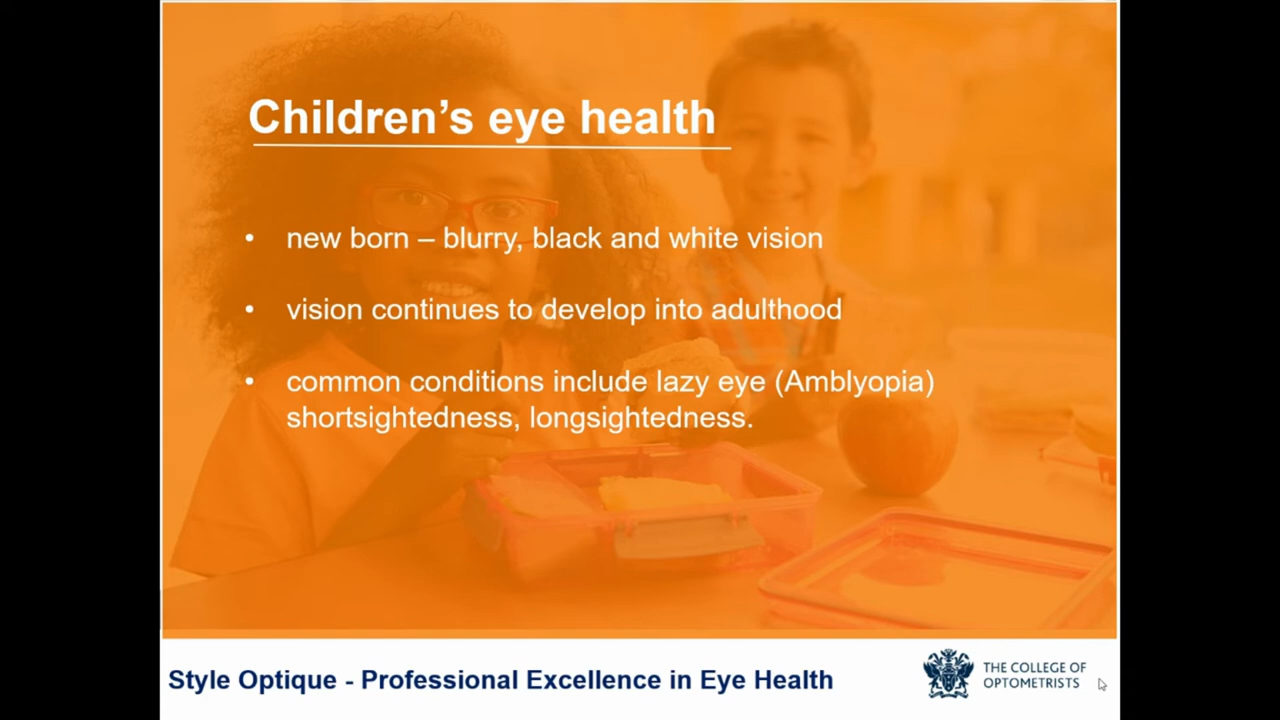 Children’s eye health
• new born – blurry, black and white vision
• vision continues to develop into adulthood
• common conditions include lazy eye (Amblyopia)
shortsightedness, longsightedness.
Style Optique - Professional Excellence in Eye Health
THE COLLEGE OF
OPTOMETRISTS